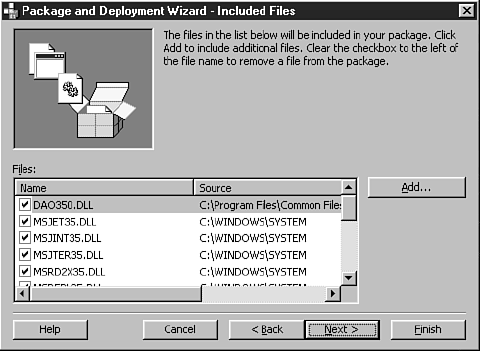 Package and Deployment Wizard - Included Files
The files in the list below will be included in your package. Click
Add to include additional files. Clear the checkbox to the left of
the file name to remove a file from the package.
Files:
Name Source
DAO350.DLL C:\Program Files\Common Files
MSJET35.DLL C:\WINDOWS\SYSTEM
MSJINT35.DLL C:\WINDOWS\SYSTEM
MSJTER35.DLL C:\WINDOWS\SYSTEM
MSRD2X35.DLL C:\WINDOWS\SYSTEM
Add...
Help Cancel < Back Next > Finish